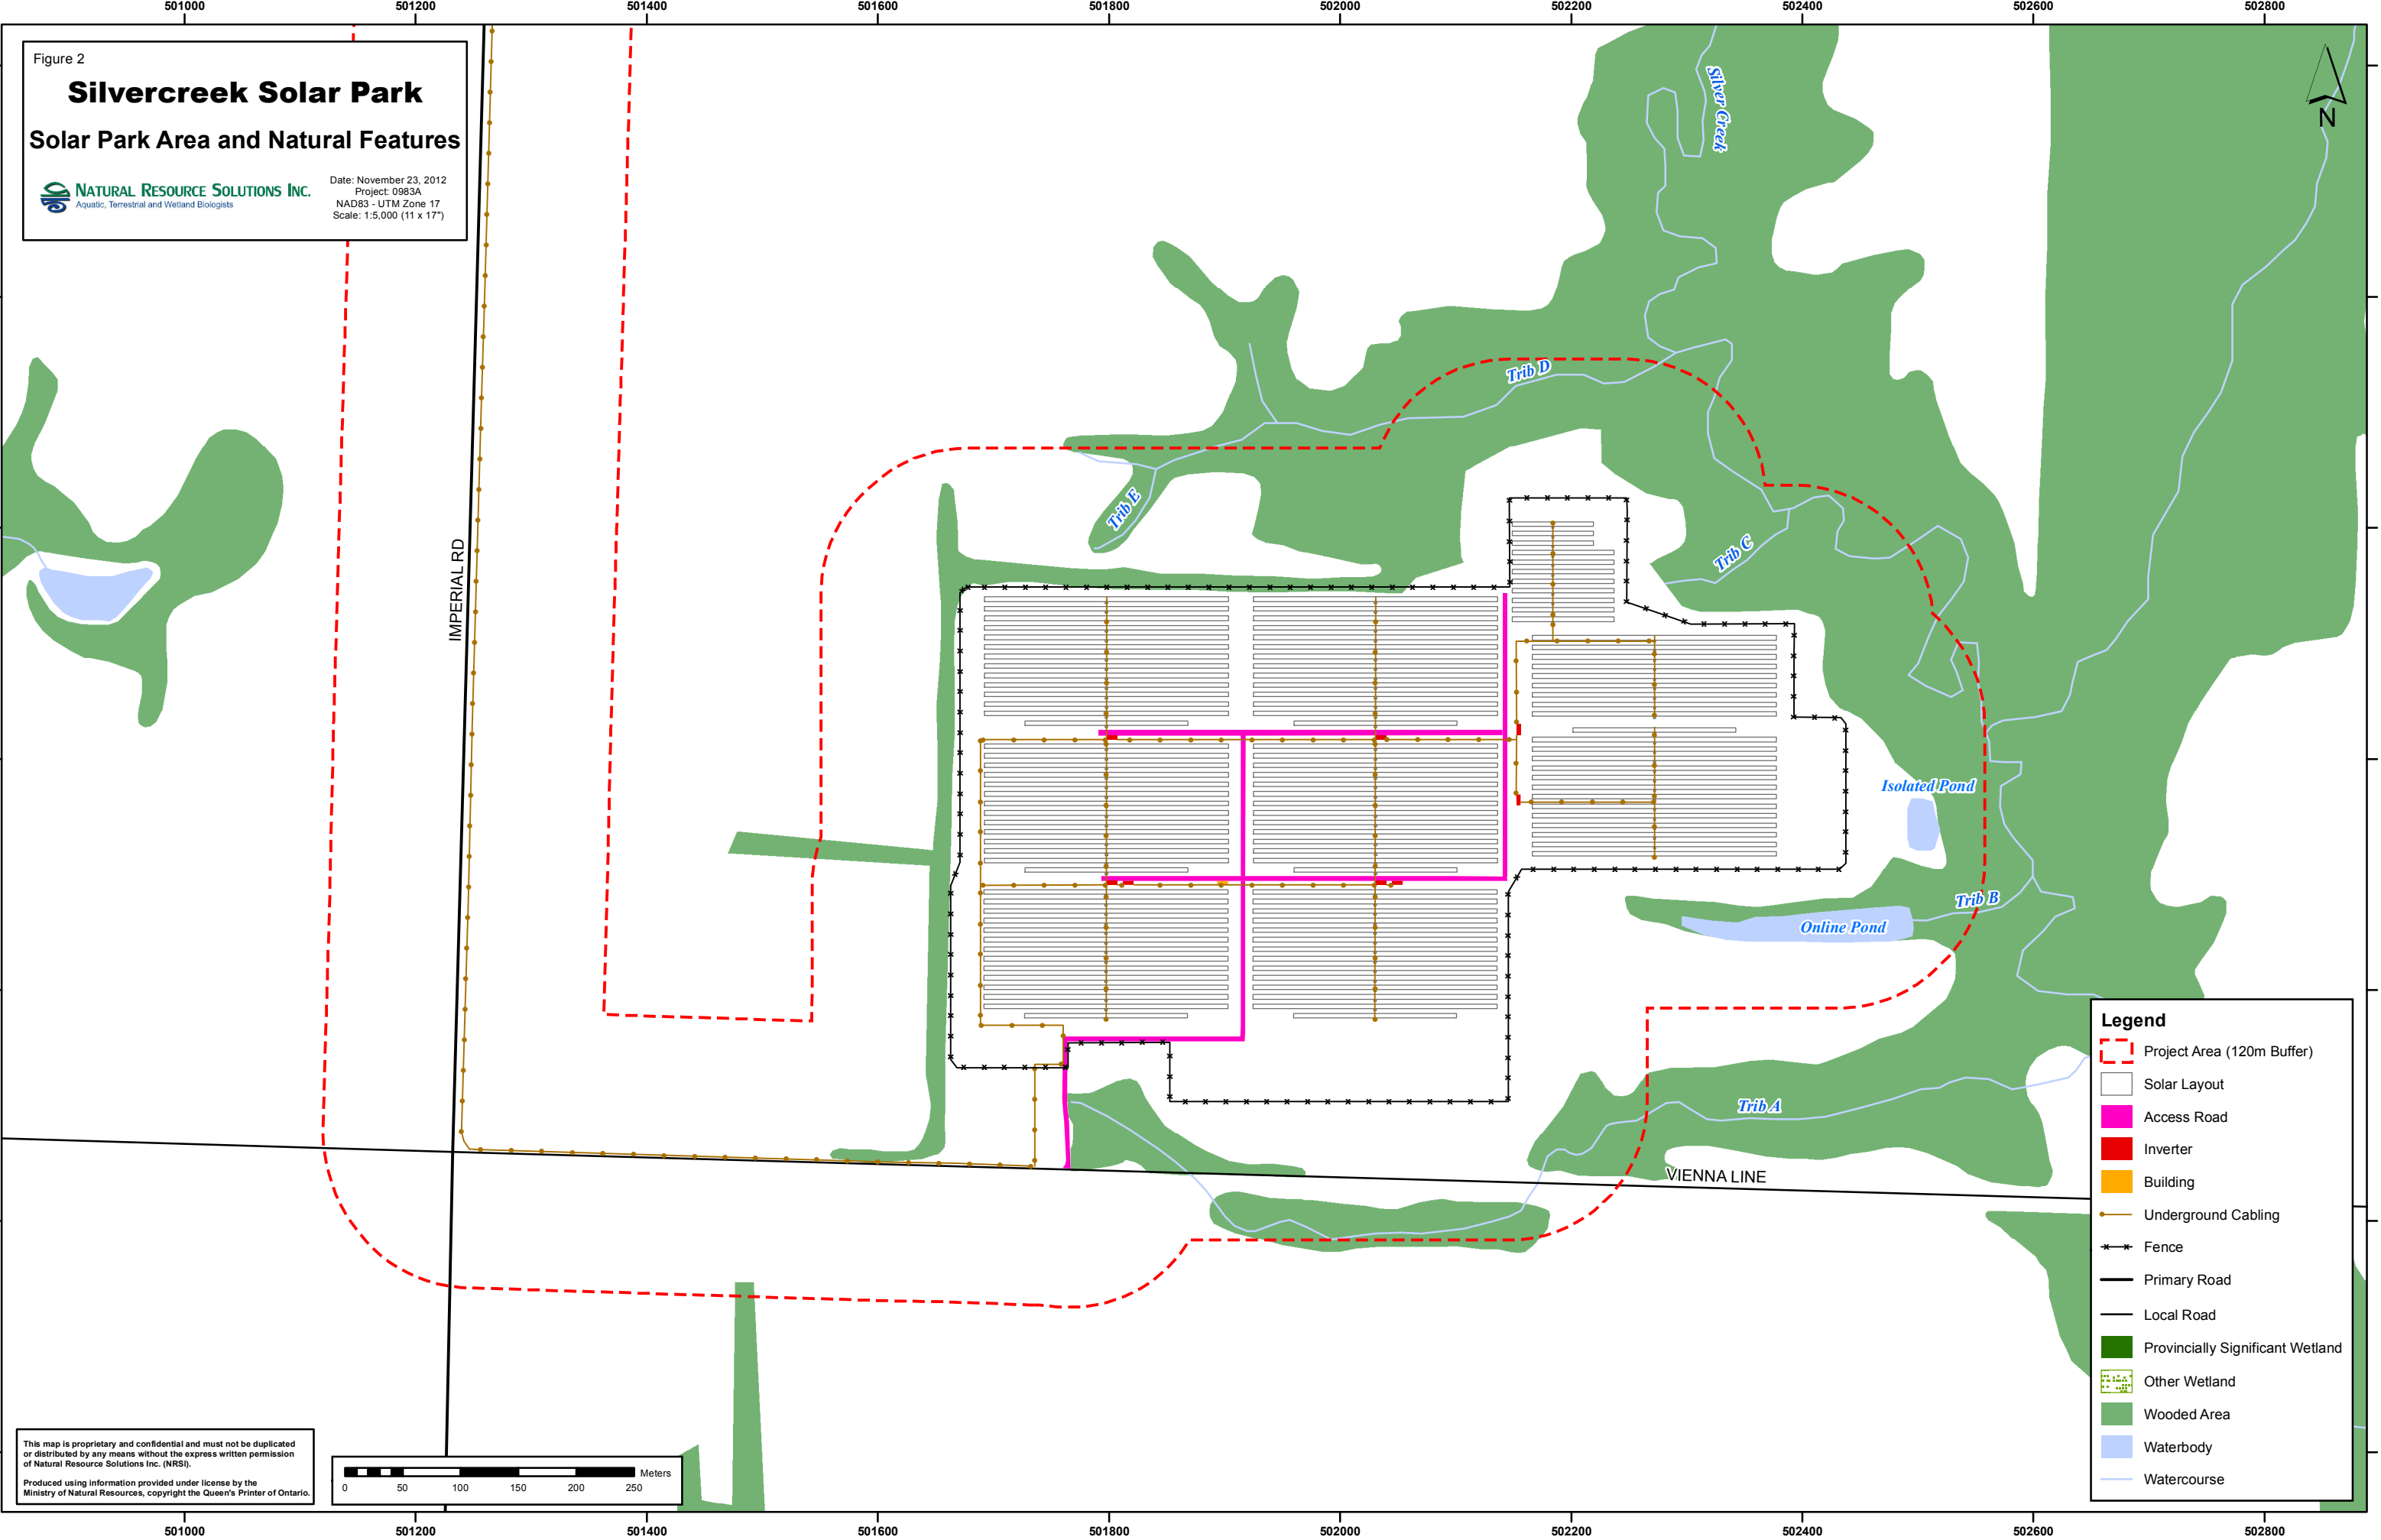 501000 501200 501400 501600 501800 502000 502200 502400 502600 502800
Figure 2
Silvercreek Solar Park
Solar Park Area and Natural Features
NATURAL RESOURCE SOLUTIONS INC.
Aquatic, Terrestrial and Wetland Biologists
Date: November 23, 2012
Project: 0983A
NAD83 - UTM Zone 17
Scale: 1:5,000 (11 x 17")
N
Silver Creek
Trib D
Trib E
Trib C
IMPERIAL RD
Isolated Pond
Trib B
Online Pond
Trib A
VIENNA LINE
Legend
Project Area (120m Buffer)
Solar Layout
Access Road
Inverter
Building
Underground Cabling
Fence
Primary Road
Local Road
Provincially Significant Wetland
Other Wetland
Wooded Area
Waterbody
Watercourse
This map is proprietary and confidential and must not be duplicated
or distributed by any means without the express written permission
of Natural Resource Solutions Inc. (NRSI).
Produced using information provided under license by the
Ministry of Natural Resources, copyright the Queen's Printer of Ontario.
Meters
0 50 100 150 200 250
501000 501200 501400 501600 501800 502000 502200 502400 502600 502800